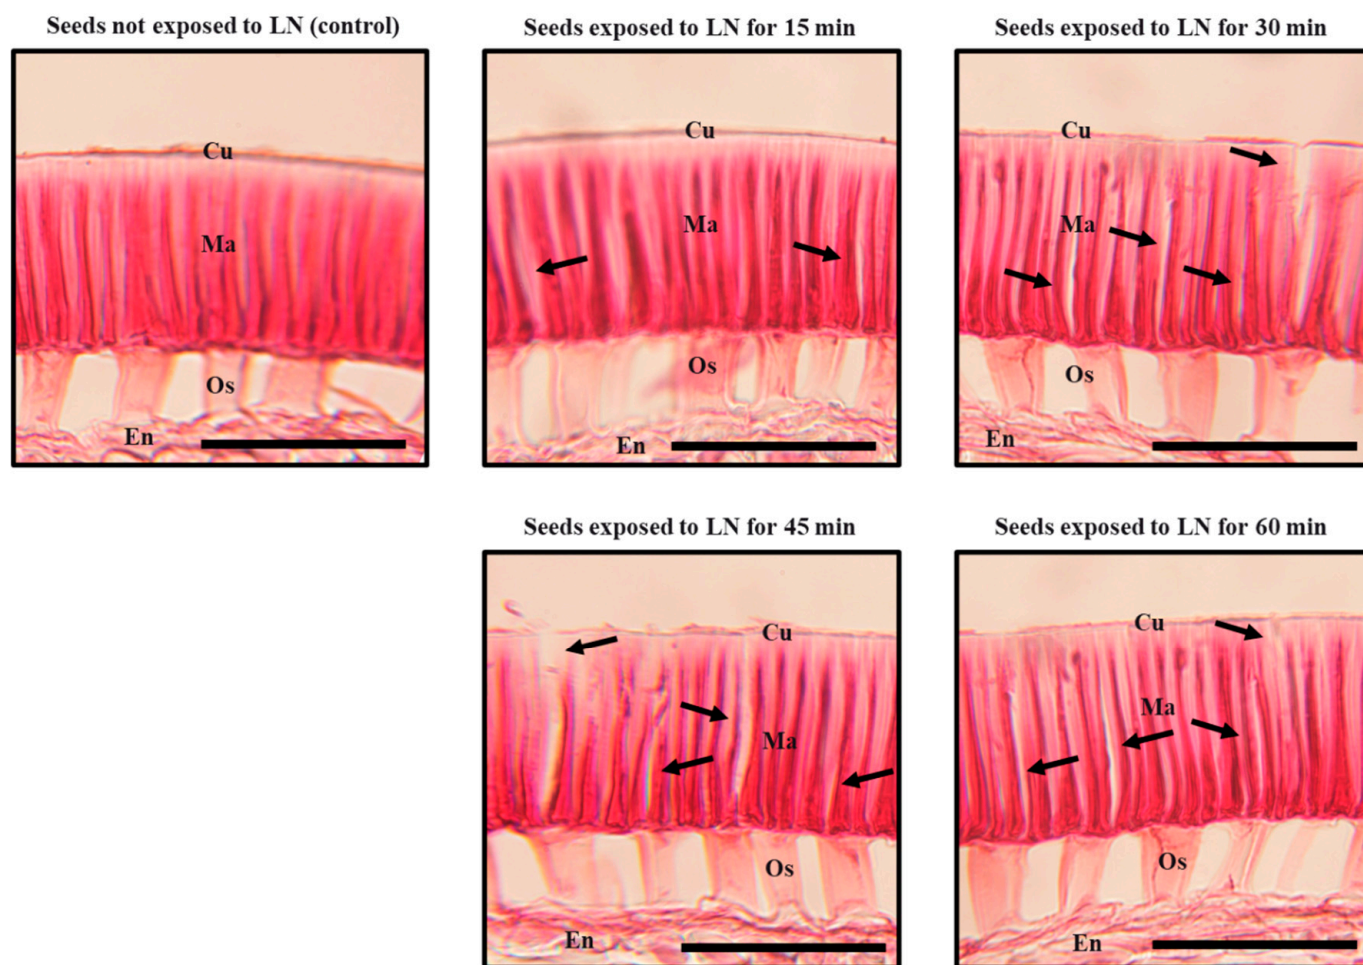 Seeds not exposed to LN (control)
Cu
Ma
Os
En
Seeds exposed to LN for 15 min
Cu
Ma
Os
En
Seeds exposed to LN for 30 min
Cu
Ma
Os
En
Seeds exposed to LN for 45 min
Cu
Ma
Os
En
Seeds exposed to LN for 60 min
Cu
Ma
Os
En